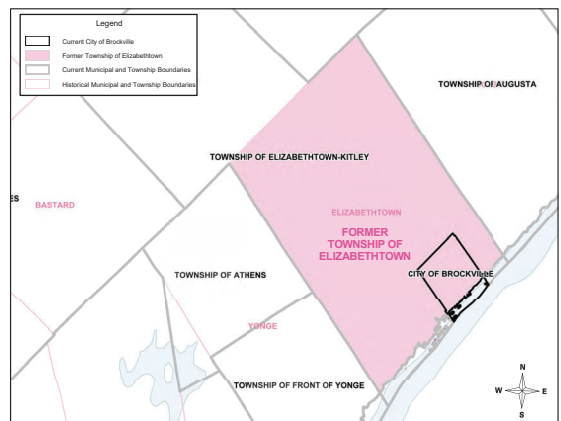 Legend
Current City of Brockville
Former Township of Elizabethtown
Current Municipal and Township Boundaries
Historical Municipal and Township Boundaries
TOWNSHIP OF AUGUSTA
TOWNSHIP OF ELIZABETHTOWN-KITLEY
ES
BASTARD
ELIZABETHTOWN
FORMER
TOWNSHIP OF
ELIZABETHTOWN
CITY OF BROCKVILLE
TOWNSHIP OF ATHENS
YONGE
TOWNSHIP OF FRONT OF YONGE
N
W
E
S